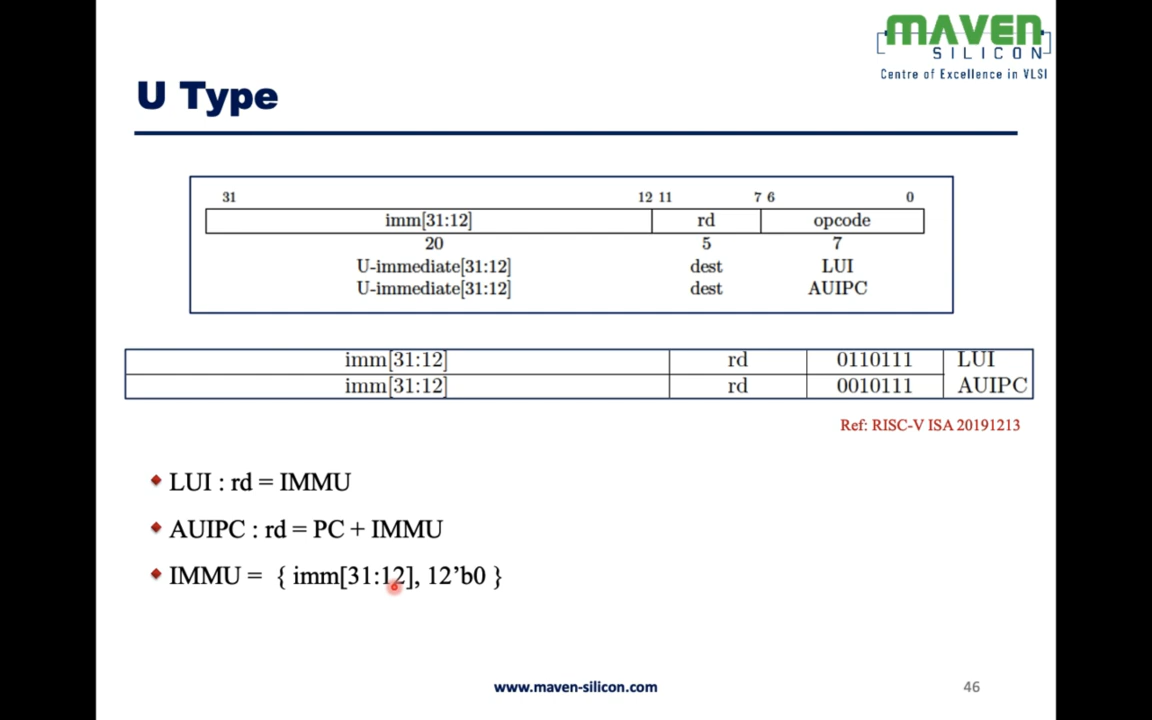 MAVEN
SILICON
Centre of Excellence in VLSI
U Type
31 12 11 7 6 0
imm[31:12] rd opcode
20 5 7
U-immediate[31:12] dest LUI
U-immediate[31:12] dest AUIPC
imm[31:12] rd 0110111 LUI
imm[31:12] rd 0010111 AUIPC
Ref: RISC-V ISA 20191213
LUI : rd = IMMU
AUIPC : rd = PC + IMMU
IMMU = { imm[31:12], 12’b0 }
www.maven-silicon.com 46